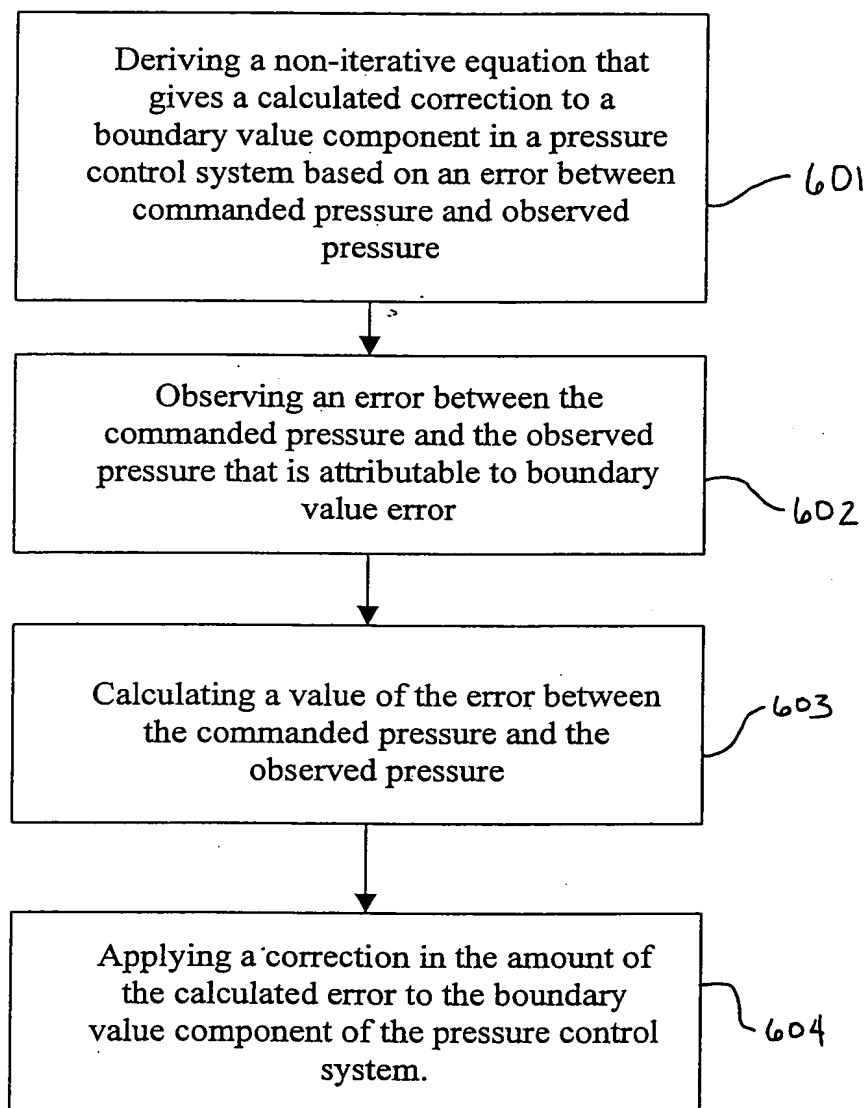 Deriving a non-iterative equation that
gives a calculated correction to a
boundary value component in a pressure
control system based on an error between
commanded pressure and observed
pressure
601
Observing an error between the
commanded pressure and the observed
pressure that is attributable to boundary
value error
602
Calculating a value of the error between
the commanded pressure and the
observed pressure
603
Applying a correction in the amount of
the calculated error to the boundary
value component of the pressure control
system.
604